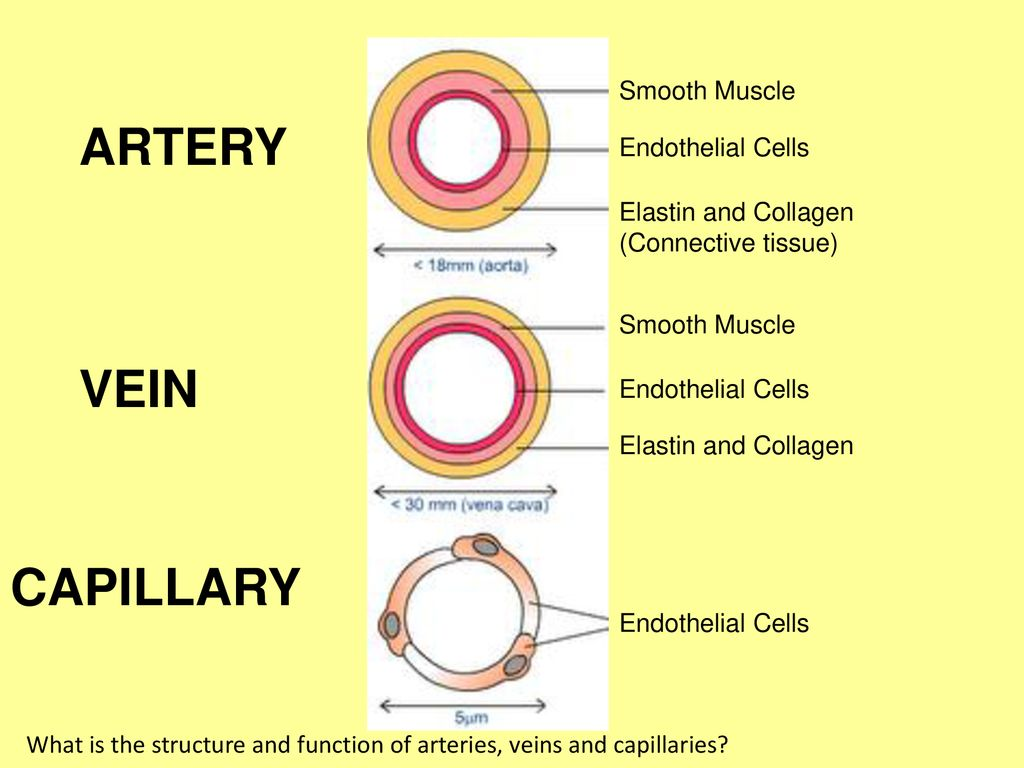 ARTERY
Smooth Muscle
Endothelial Cells
Elastin and Collagen
(Connective tissue)
< 18mm (aorta)
VEIN
Smooth Muscle
Endothelial Cells
Elastin and Collagen
< 30 mm (vena cava)
CAPILLARY
Endothelial Cells
5µm
What is the structure and function of arteries, veins and capillaries?